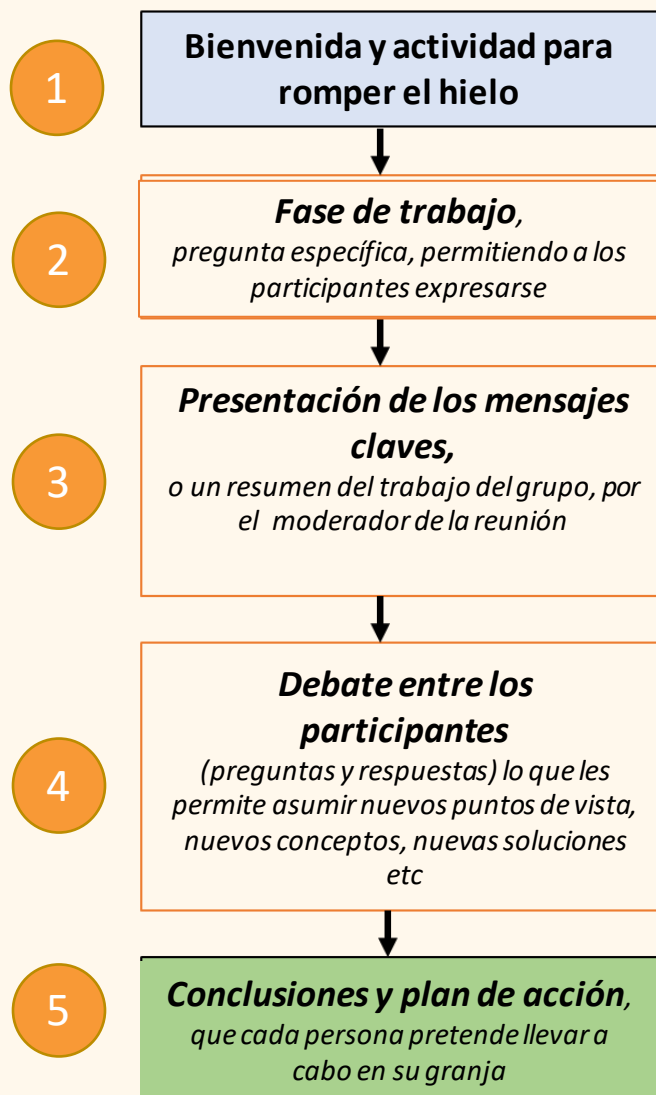 1
Bienvenida y actividad para
romper el hielo
2
Fase de trabajo,
pregunta específica, permitiendo a los
participantes expresarse
3
Presentación de los mensajes
claves,
o un resumen del trabajo del grupo, por
el moderador de la reunión
4
Debate entre los
participantes
(preguntas y respuestas) lo que les
permite asumir nuevos puntos de vista,
nuevos conceptos, nuevas soluciones
etc
5
Conclusiones y plan de acción,
que cada persona pretende llevar a
cabo en su granja